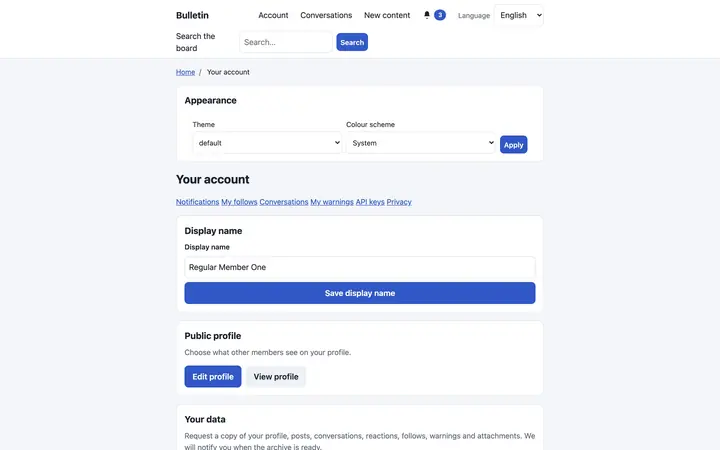 Bulletin Account Conversations New content 3 Language English
Search the board Search... Search
Home / Your account
Appearance
Theme Colour scheme
default System Apply
Your account
Notifications My follows Conversations My warnings API keys Privacy
Display name
Display name
Regular Member One
Save display name
Public profile
Choose what other members see on your profile.
Edit profile View profile
Your data
Request a copy of your profile, posts, conversations, reactions, follows, warnings and attachments. We
will notify you when the archive is ready.